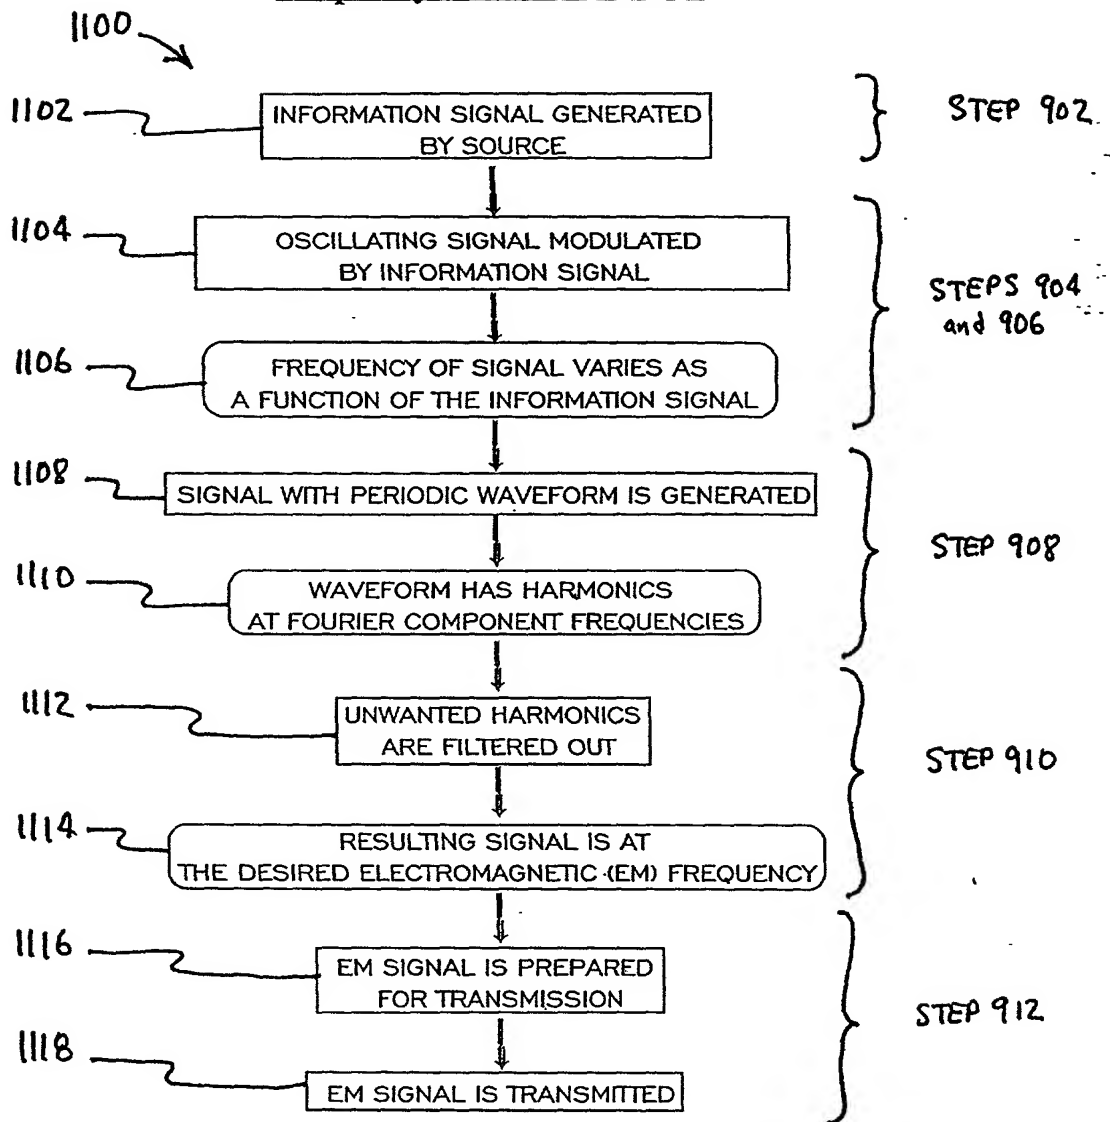 1100
1102
INFORMATION SIGNAL GENERATED
BY SOURCE
STEP 902
1104
OSCILLATING SIGNAL MODULATED
BY INFORMATION SIGNAL
STEPS 904
and 906
1106
FREQUENCY OF SIGNAL VARIES AS
A FUNCTION OF THE INFORMATION SIGNAL
1108
SIGNAL WITH PERIODIC WAVEFORM IS GENERATED
STEP 908
1110
WAVEFORM HAS HARMONICS
AT FOURIER COMPONENT FREQUENCIES
1112
UNWANTED HARMONICS
ARE FILTERED OUT
STEP 910
1114
RESULTING SIGNAL IS AT
THE DESIRED ELECTROMAGNETIC (EM) FREQUENCY
1116
EM SIGNAL IS PREPARED
FOR TRANSMISSION
STEP 912
1118
EM SIGNAL IS TRANSMITTED